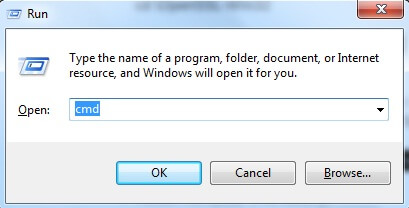 Run
Type the name of a program, folder, document, or Internet
resource, and Windows will open it for you.
Open: cmd
OK Cancel Browse...